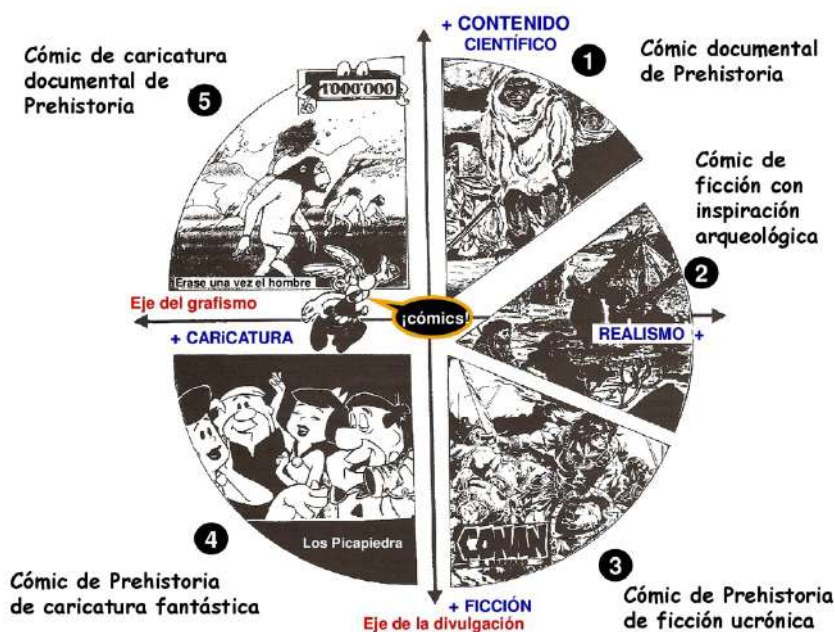 + CONTENIDO
CIENTÍFICO
Cómic de caricatura
documental de
Prehistoria
5
1'000'000
1
Cómic documental
de Prehistoria
Cómic de
ficción con
inspiración
arqueológica
2
Erase una vez el hombre
Eje del grafismo
+ CARiCATURA
¡cómics!
REALISMO +
4
Los Picapiedra
CONAN
3
Cómic de Prehistoria
de caricatura fantástica
+ FICCIÓN
Eje de la divulgación
Cómic de Prehistoria
de ficción ucrónica